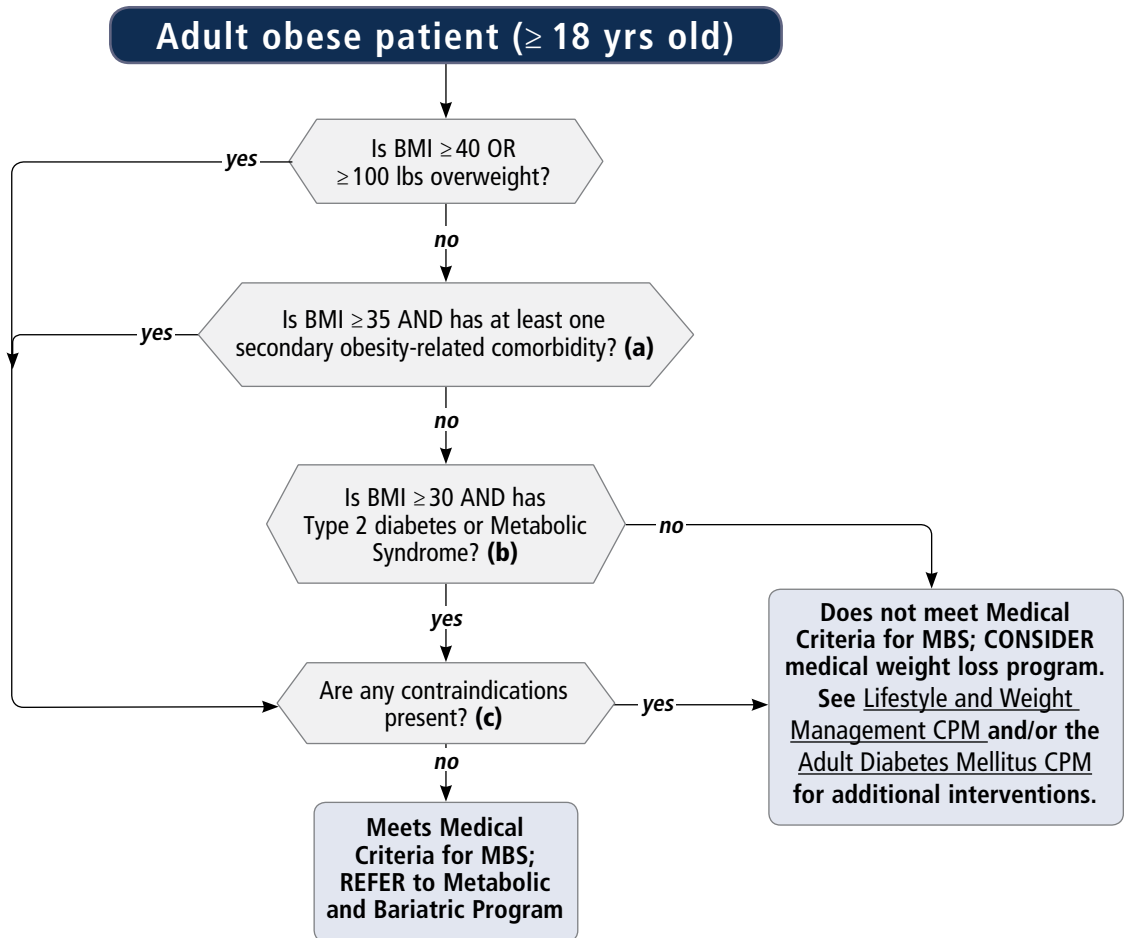 Adult obese patient (≥ 18 yrs old)
Is BMI ≥40 OR
≥100 lbs overweight?
yes
no
Is BMI ≥35 AND has at least one
secondary obesity-related comorbidity? (a)
yes
no
Is BMI ≥30 AND has
Type 2 diabetes or Metabolic
Syndrome? (b)
no
yes
Does not meet Medical
Criteria for MBS; CONSIDER
medical weight loss program.
See Lifestyle and Weight
Management CPM and/or the
Adult Diabetes Mellitus CPM
for additional interventions.
Are any contraindications
present? (c)
yes
no
Meets Medical
Criteria for MBS;
REFER to Metabolic
and Bariatric Program